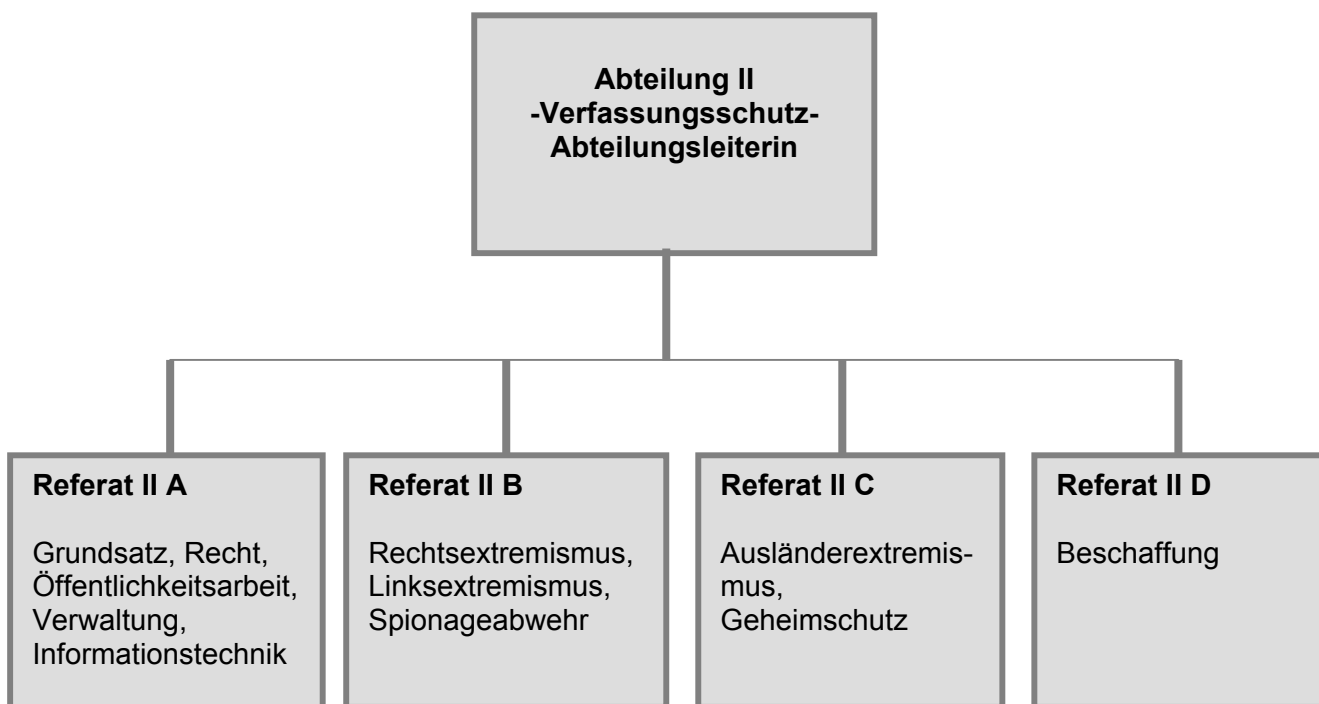 Abteilung II
-Verfassungsschutz-
Abteilungsleiterin
Referat II A
Grundsatz, Recht,
Öffentlichkeitsarbeit,
Verwaltung,
Informationstechnik
Referat II B
Rechtsextremismus,
Linksextremismus,
Spionageabwehr
Referat II C
Ausländerextremis-
mus,
Geheimschutz
Referat II D
Beschaffung